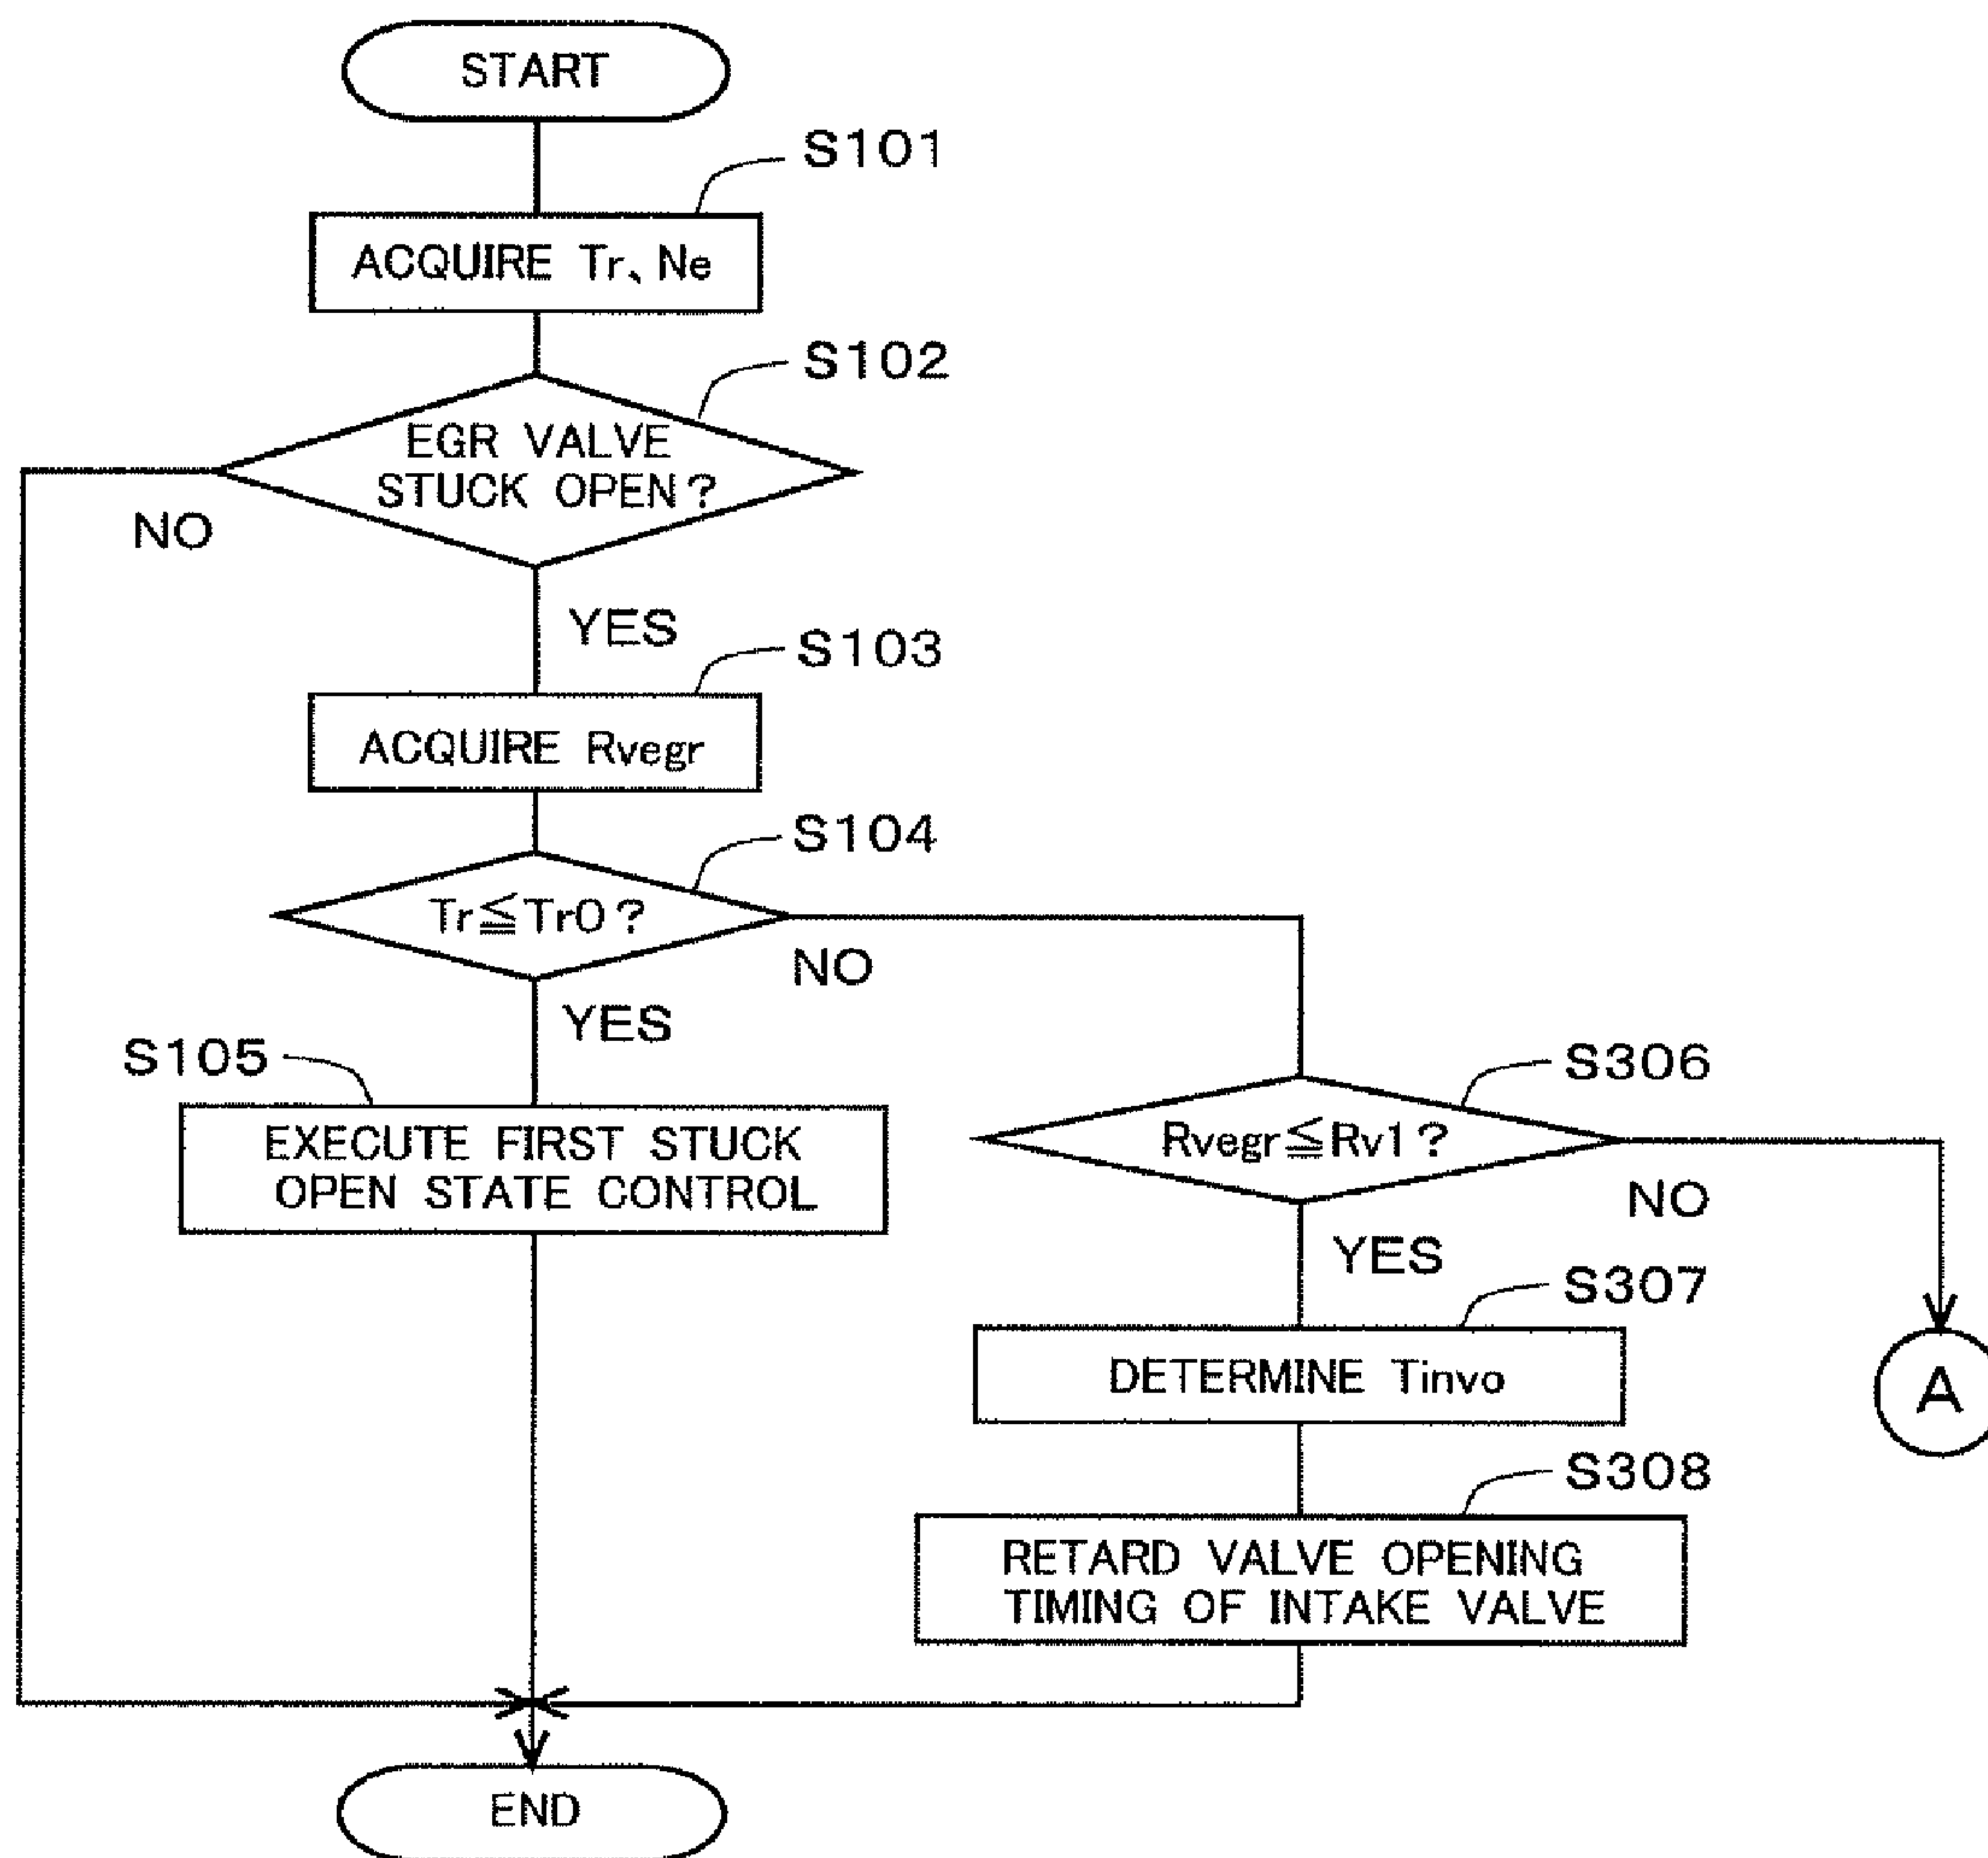 START
S101
ACQUIRE Tr、Ne
S102
EGR VALVE
STUCK OPEN?
NO
YES
S103
ACQUIRE Rvegr
S104
Tr≦Tr0?
NO
YES
S105
EXECUTE FIRST STUCK
OPEN STATE CONTROL
S306
Rvegr≦Rv1?
NO
YES
S307
DETERMINE Tinvo
A
S308
RETARD VALVE OPENING
TIMING OF INTAKE VALVE
END